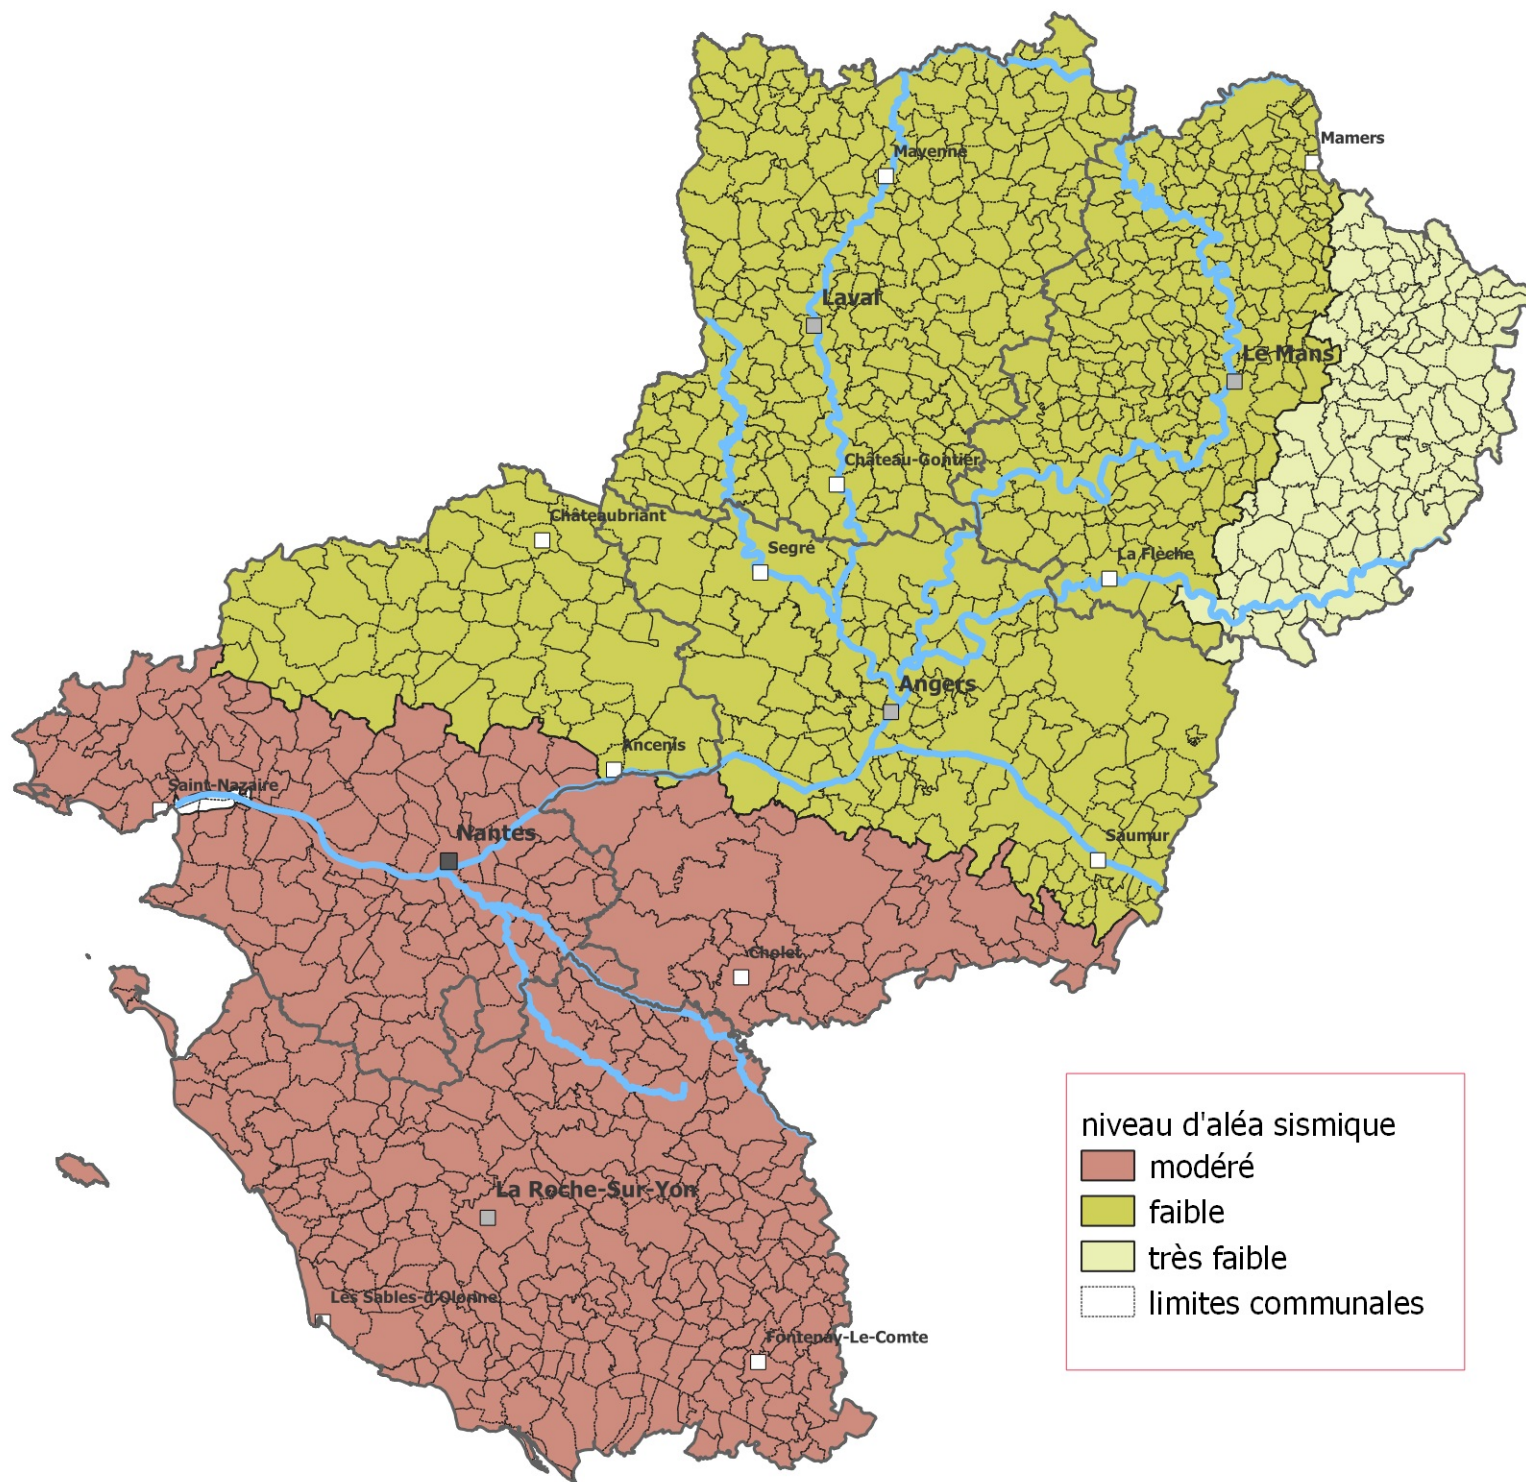 Mamers
Mayenne
Laval
Le Mans
Château-Gontier
Châteaubriant
Segré
La Flèche
Angers
Ancenis
Saint-Nazaire
Nantes
Saumur
Cholet
La Roche-Sur-Yon
Les Sables-d'Olonne
Fontenay-Le-Comte
niveau d'aléa sismique
modéré
faible
très faible
limites communales